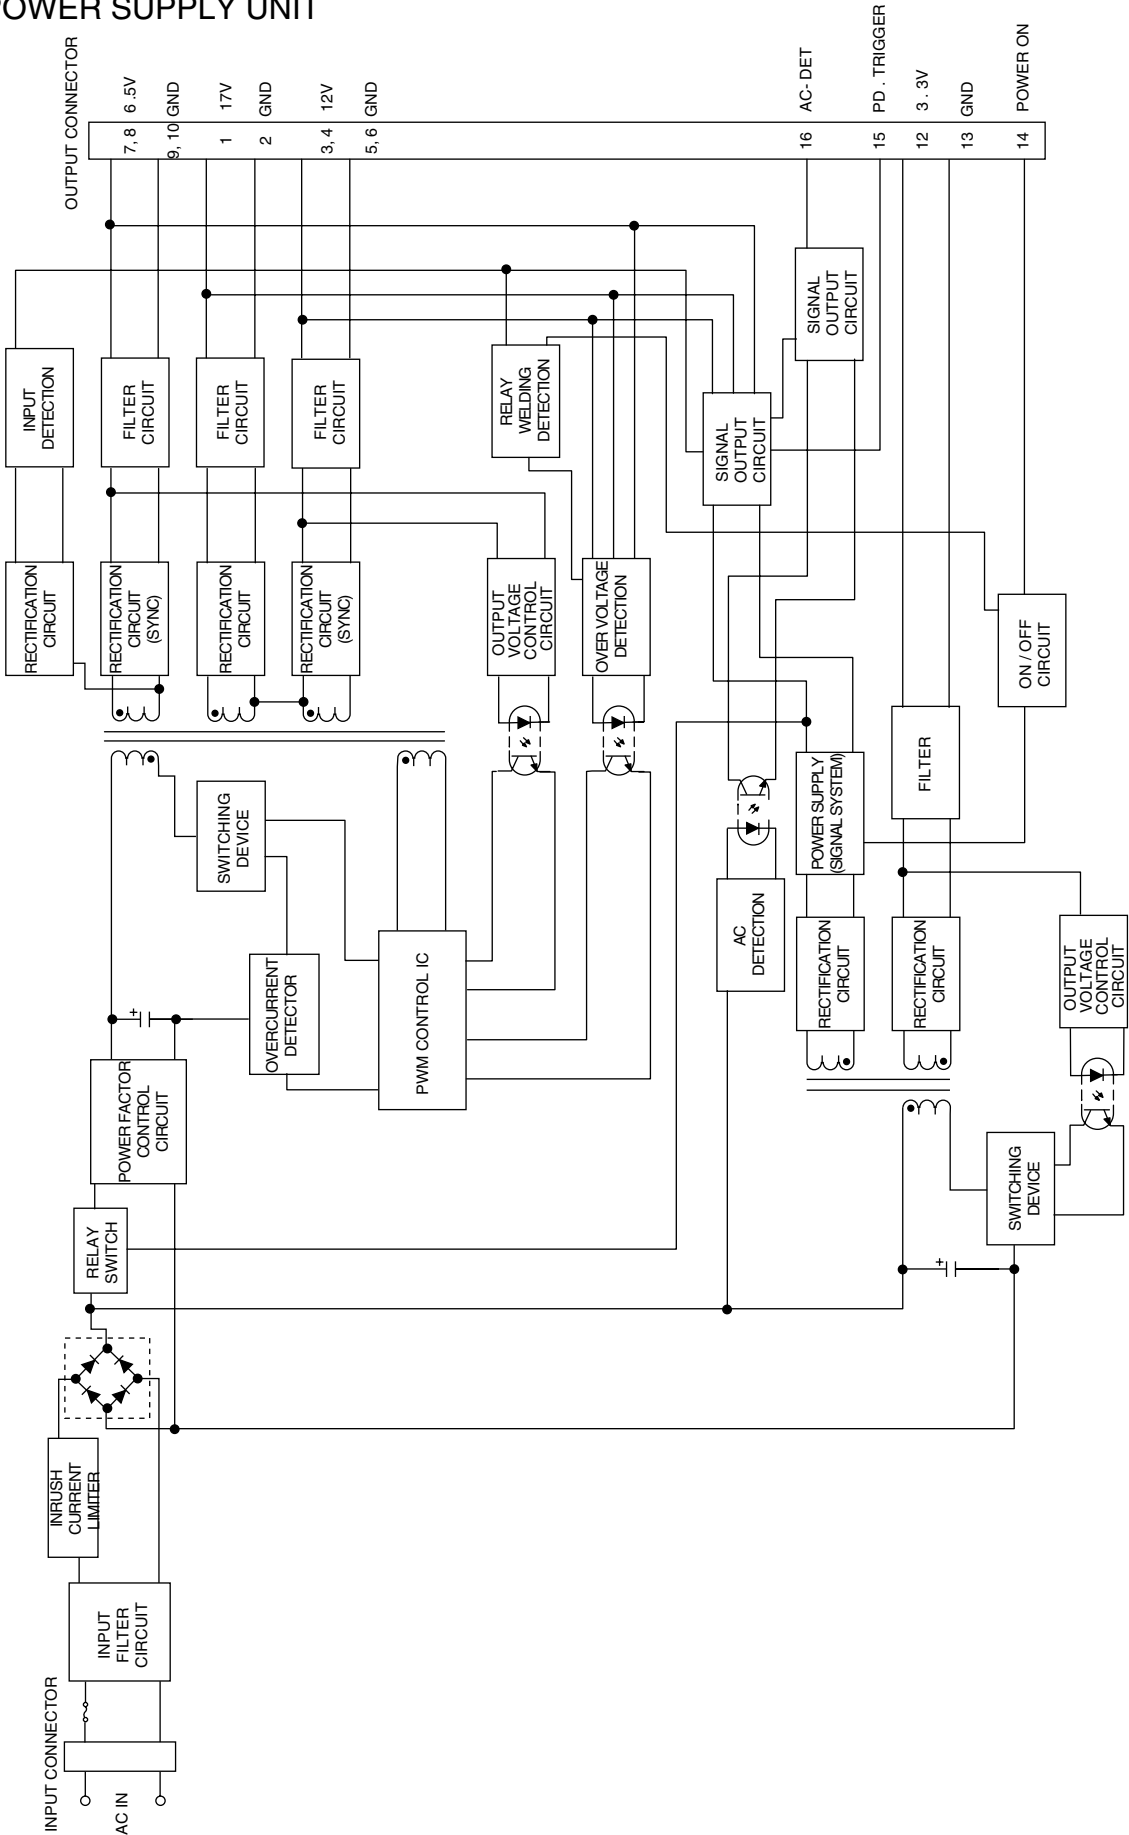 POWER SUPPLY UNIT
OUTPUT CONNECTOR
7, 8 6 .5V
9, 10 GND
1 17V
2 GND
3, 4 12V
5, 6 GND
16 AC- DET
15 PD . TRIGGER
12 3 . 3V
13 GND
14 POWER ON
INPUT
DETECTION
FILTER
CIRCUIT
FILTER
CIRCUIT
FILTER
CIRCUIT
RELAY
WELDING
DETECTION
SIGNAL
OUTPUT
CIRCUIT
SIGNAL
OUTPUT
CIRCUIT
RECTIFICATION
CIRCUIT
RECTIFICATION
CIRCUIT
(SYNC)
RECTIFICATION
CIRCUIT
RECTIFICATION
CIRCUIT
(SYNC)
OUTPUT
VOLTAGE
CONTROL
CIRCUIT
OVER VOLTAGE
DETECTION
ON / OFF
CIRCUIT
SWITCHING
DEVICE
POWER SUPPLY
(SIGNAL SYSTEM)
FILTER
OVERCURRENT
DETECTOR
PWM CONTROL IC
AC
DETECTION
RECTIFICATION
CIRCUIT
RECTIFICATION
CIRCUIT
OUTPUT
VOLTAGE
CONTROL
CIRCUIT
+
POWER FACTOR
CONTROL
CIRCUIT
RELAY
SWITCH
SWITCHING
DEVICE
+
INRUSH
CURRENT
LIMITER
INPUT
FILTER
CIRCUIT
INPUT CONNECTOR
AC IN